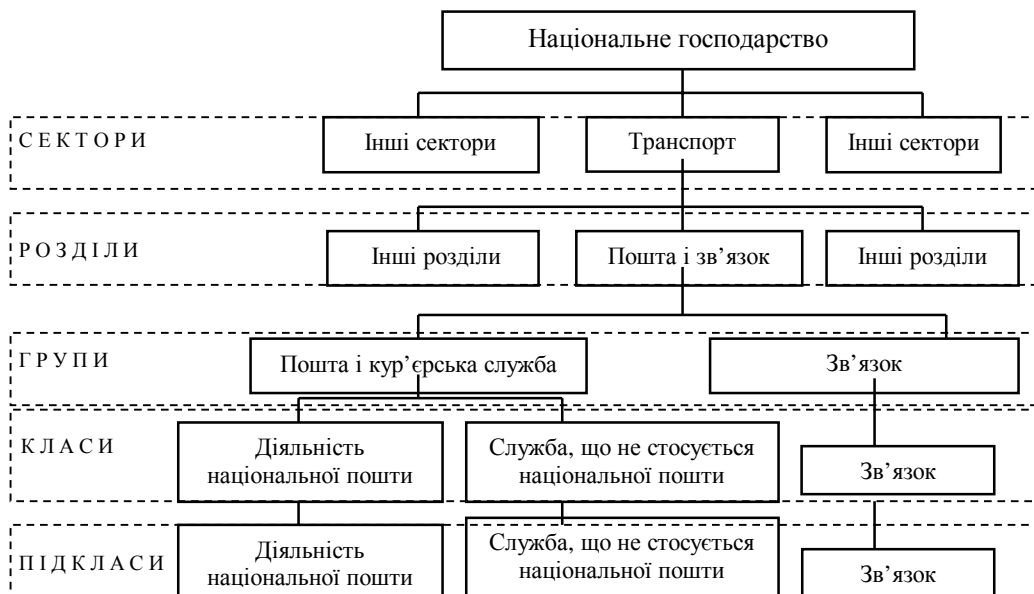 Національне господарство
СЕКТОРИ
Інші сектори
Транспорт
Інші сектори
РОЗДІЛИ
Інші розділи
Пошта і зв’язок
Інші розділи
ГРУПИ
Пошта і кур’єрська служба
Зв’язок
КЛАСИ
Діяльність
національної пошти
Служба, що не стосується
національної пошти
Зв’язок
ПІДКЛАСИ
Діяльність
національної пошти
Служба, що не стосується
національної пошти
Зв’язок